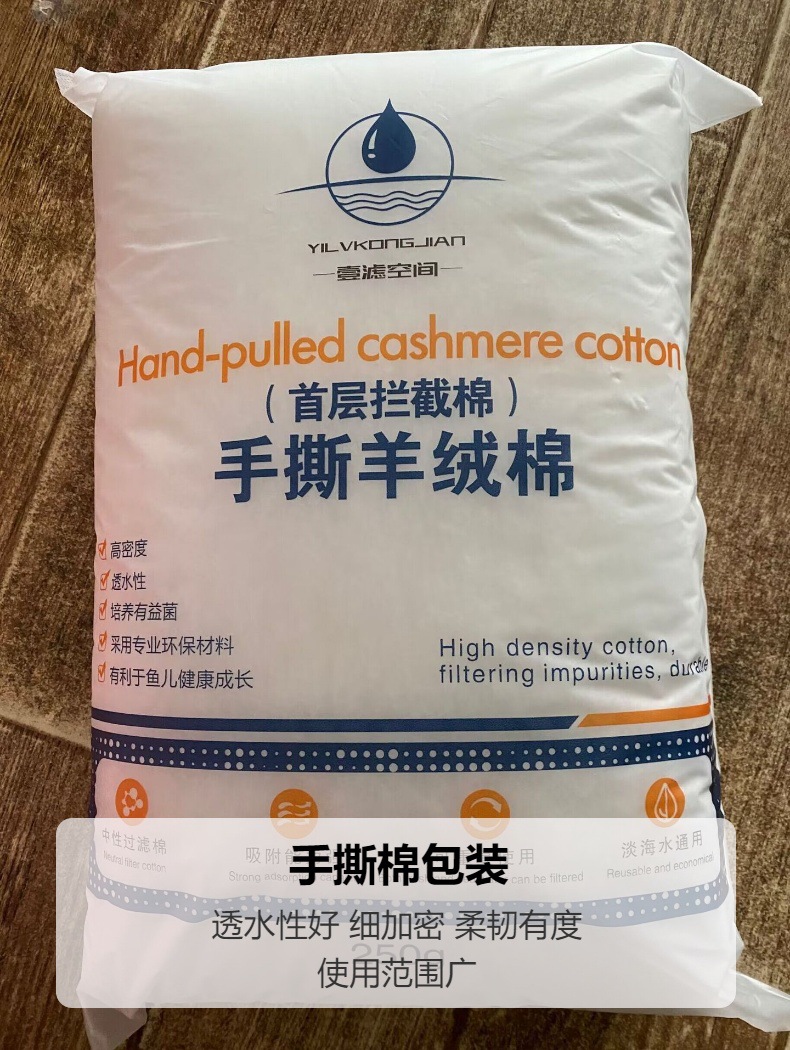 YILVKONGJIAN
壹滤空间
Hand-pulled cashmere cotton
（首层拦截棉）
手撕羊绒棉
高密度
透水性
培养有益菌
采用专业环保材料
有利于鱼儿健康成长
High density cotton,
filtering impurities, durable
中性过滤棉
Neutral filter cotton
吸附
Strong adsorption
使用
can be filtered
淡海水通用
Reusable and economical
手撕棉包装
透水性好 细加密 柔韧有度
250g
使用范围广